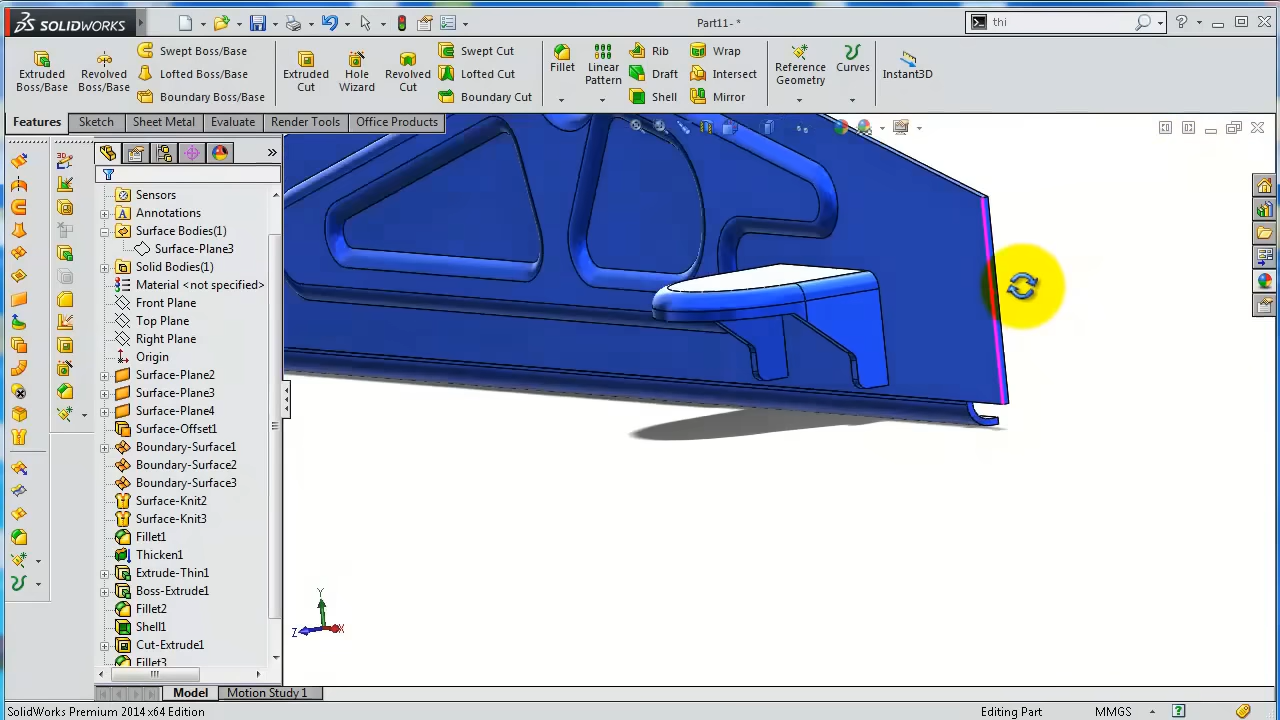 SOLIDWORKS
Part11- *
thi
Extruded Boss/Base
Revolved Boss/Base
Swept Boss/Base
Lofted Boss/Base
Boundary Boss/Base
Extruded Cut
Hole Wizard
Revolved Cut
Swept Cut
Lofted Cut
Boundary Cut
Fillet
Linear Pattern
Rib
Draft
Shell
Wrap
Intersect
Mirror
Reference Geometry
Curves
Instant3D
Features
Sketch
Sheet Metal
Evaluate
Render Tools
Office Products
Sensors
Annotations
Surface Bodies(1)
Surface-Plane3
Solid Bodies(1)
Material <not specified>
Front Plane
Top Plane
Right Plane
Origin
Surface-Plane2
Surface-Plane3
Surface-Plane4
Surface-Offset1
Boundary-Surface1
Boundary-Surface2
Boundary-Surface3
Surface-Knit2
Surface-Knit3
Fillet1
Thicken1
Extrude-Thin1
Boss-Extrude1
Fillet2
Shell1
Cut-Extrude1
Fillet3
Y
Z
X
Model
Motion Study 1
SolidWorks Premium 2014 x64 Edition
Editing Part
MMGS